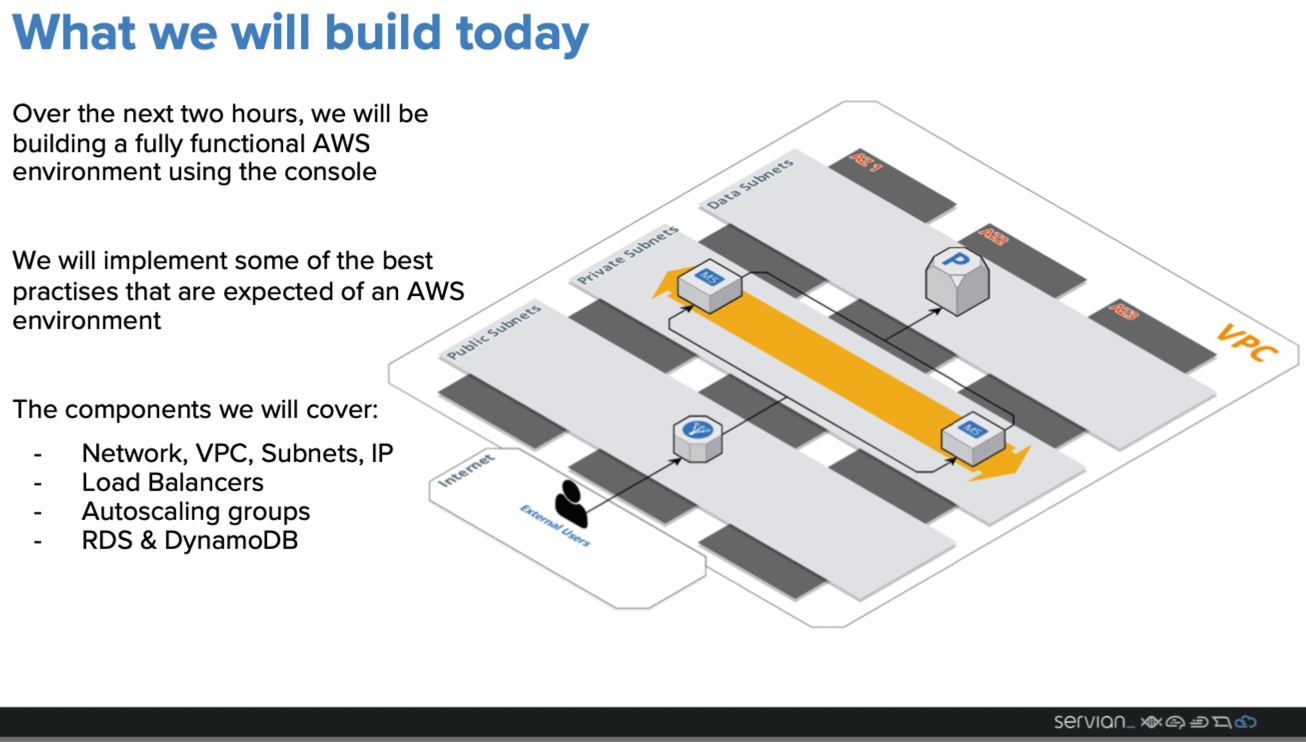 What we will build today
Over the next two hours, we will be
building a fully functional AWS
environment using the console
We will implement some of the best
practises that are expected of an AWS
environment
The components we will cover:
- Network, VPC, Subnets, IP
- Load Balancers
- Autoscaling groups
- RDS & DynamoDB
Data Subnets
Private Subnets
Public Subnets
AZ 1
AZ2
AZ3
VPC
P
MS
MS
Internet
External Users
servian_